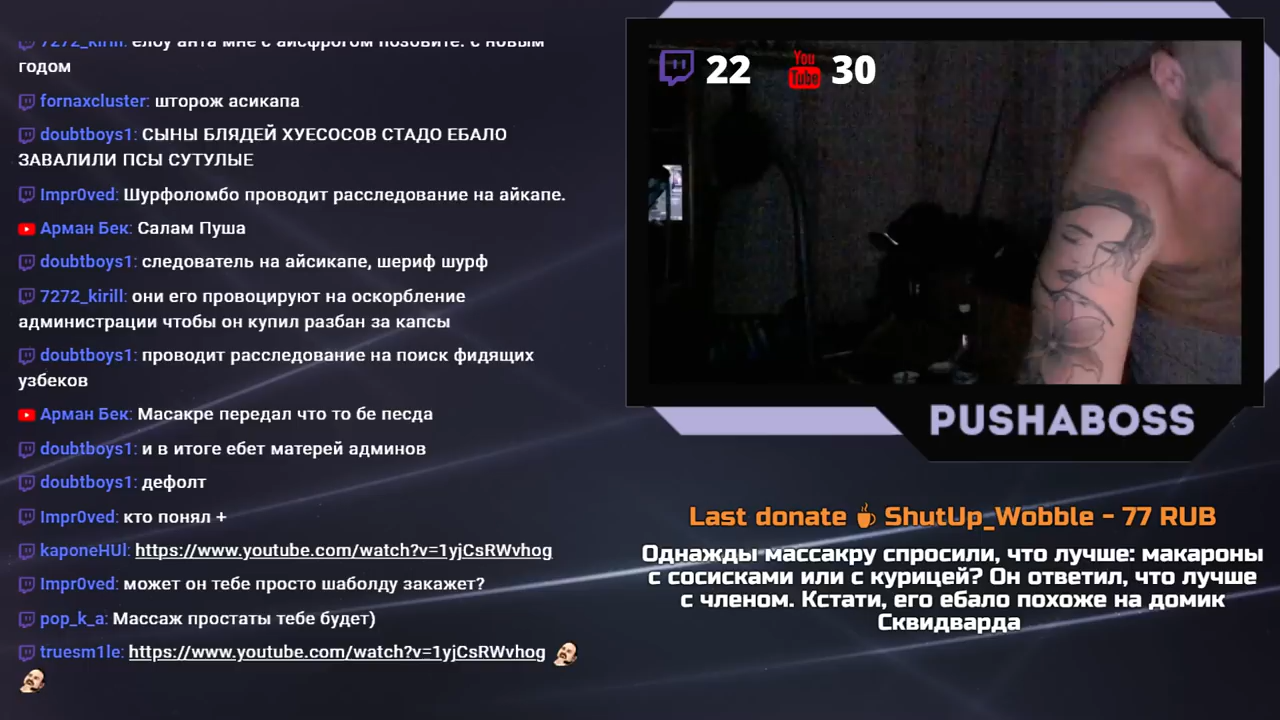 7272_kirill: елоу анта мне с айсфрогом позовите. с новым
годом
fornaxcluster: шторож асикапа
doubtboys1: СЫНЫ БЛЯДЕЙ ХУЕСОСОВ СТАДО ЕБАЛО
ЗАВАЛИЛИ ПСЫ СУТУЛЫЕ
Impr0ved: Шурфоломбо проводит расследование на айкапе.
Арман Бек: Салам Пуша
doubtboys1: следователь на айсикапе, шериф шурф
7272_kirill: они его провоцируют на оскорбление
администрации чтобы он купил разбан за капсы
doubtboys1: проводит расследование на поиск фидящих
узбеков
Арман Бек: Масакре передал что то бе песда
doubtboys1: и в итоге ебет матерей админов
doubtboys1: дефолт
Impr0ved: кто понял +
kaponeHUl: https://www.youtube.com/watch?v=1yjCsRWvhog
Impr0ved: может он тебе просто шаболду закажет?
pop_k_a: Массаж простаты тебе будет)
truesm1le: https://www.youtube.com/watch?v=1yjCsRWvhog
22
You
Tube
30
PUSHABOSS
Last donate ShutUp_Wobble - 77 RUB
Однажды массакру спросили, что лучше: макароны
с сосисками или с курицей? Он ответил, что лучше
с членом. Кстати, его ебало похоже на домик
Сквидварда